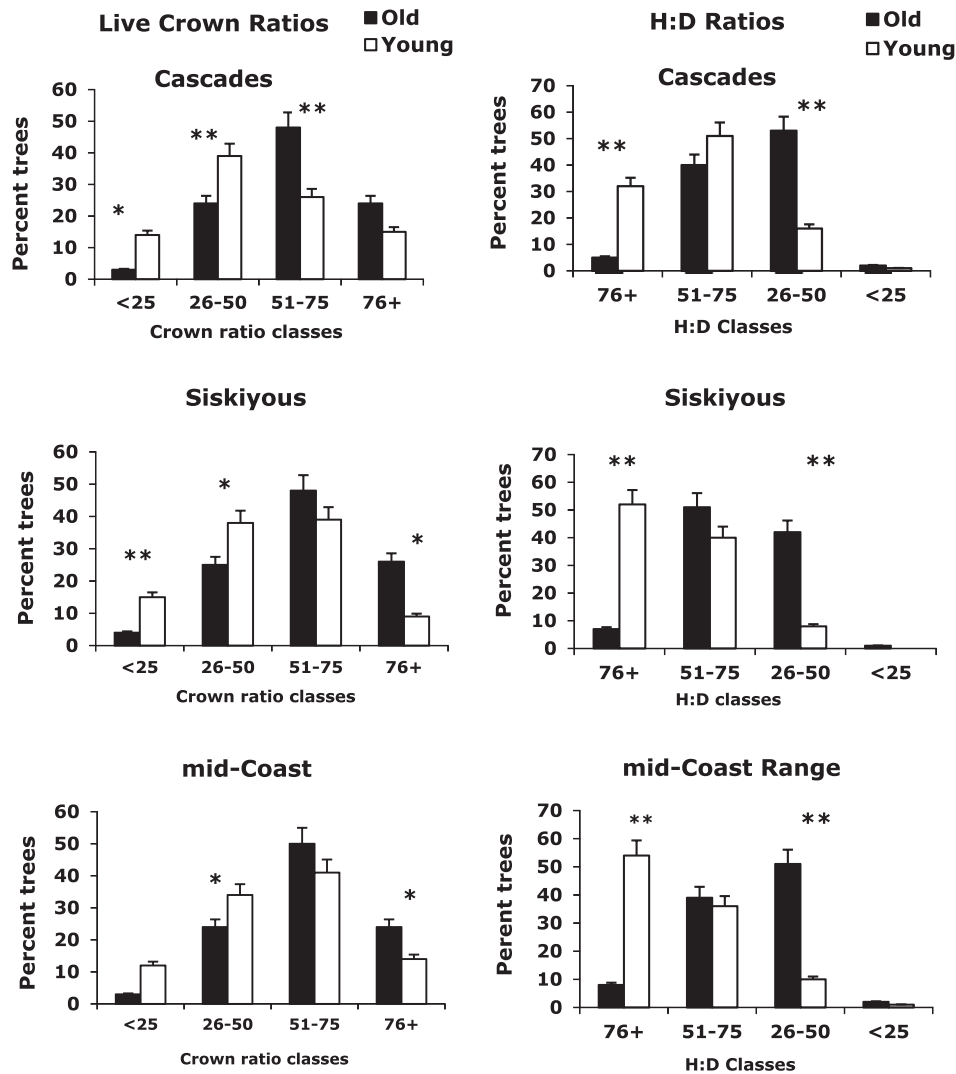 Live Crown Ratios
Old
Young
Cascades
Percent trees
60
50
40
30
20
10
0
*
**
**
<25 26-50 51-75 76+
Crown ratio classes
H:D Ratios
Old
Young
Cascades
Percent trees
70
60
50
40
30
20
10
0
**
**
76+ 51-75 26-50 <25
H:D Classes
Siskiyous
Percent trees
60
50
40
30
20
10
0
**
*
*
<25 26-50 51-75 76+
Crown ratio classes
Siskiyous
Percent trees
70
60
50
40
30
20
10
0
**
**
76+ 51-75 26-50 <25
H:D classes
mid-Coast
Percent trees
60
50
40
30
20
10
0
*
*
<25 26-50 51-75 76+
Crown ratio classes
mid-Coast Range
Perent trees
70
60
50
40
30
20
10
0
**
**
76+ 51-75 26-50 <25
H:D Classes